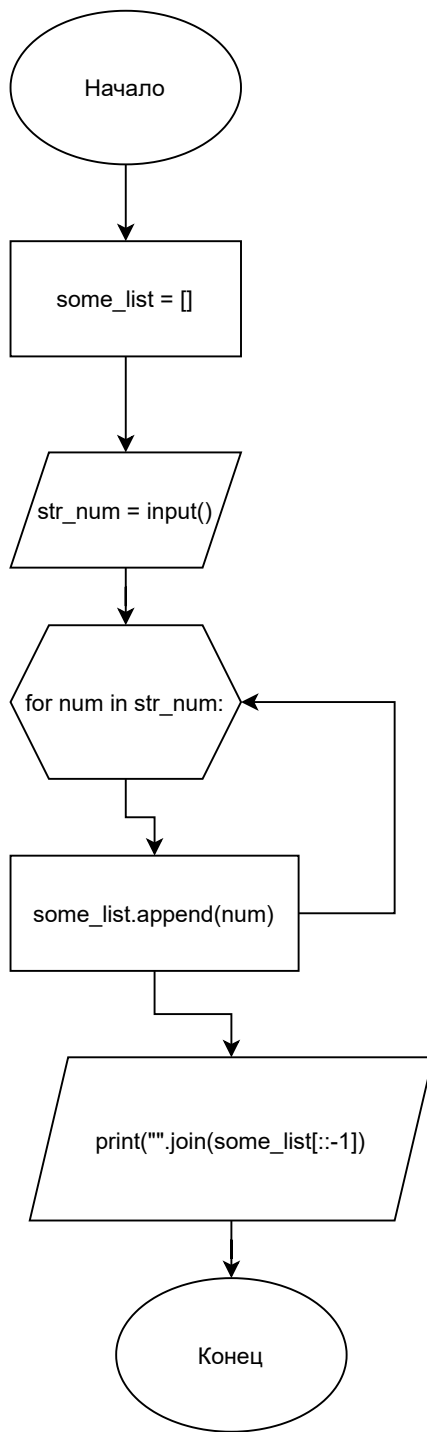 Начало
some_list = []
str_num = input()
for num in str_num:
some_list.append(num)
print("".join(some_list[::-1])
Конец